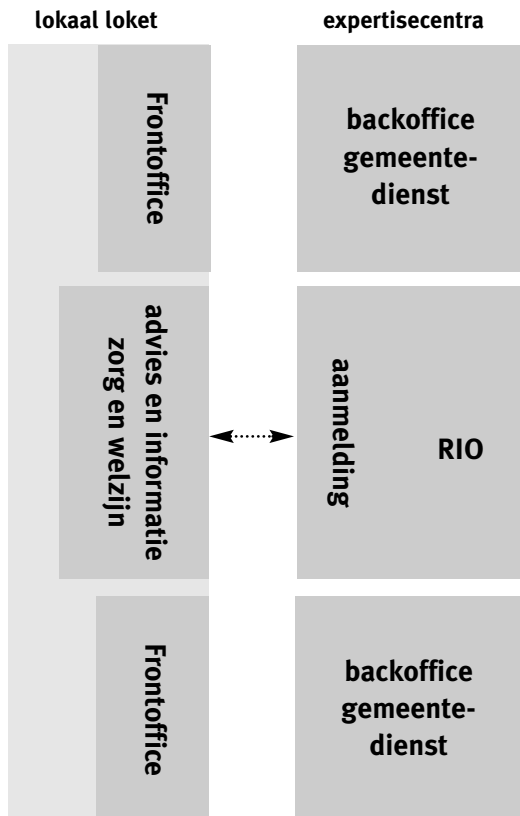 lokaal loket
expertisecentra
Frontoffice
backoffice
gemeente-
dienst
advies en informatie
zorg en welzijn
aanmelding
RIO
Frontoffice
backoffice
gemeente-
dienst